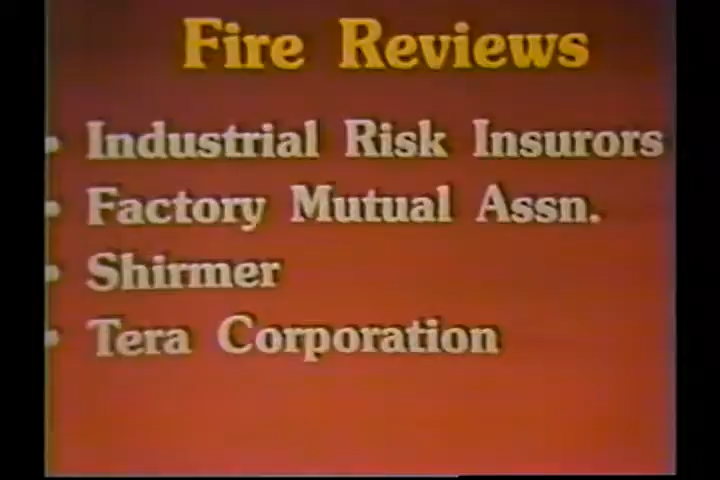 Fire Reviews
• Industrial Risk Insurors
• Factory Mutual Assn.
• Shirmer
• Tera Corporation